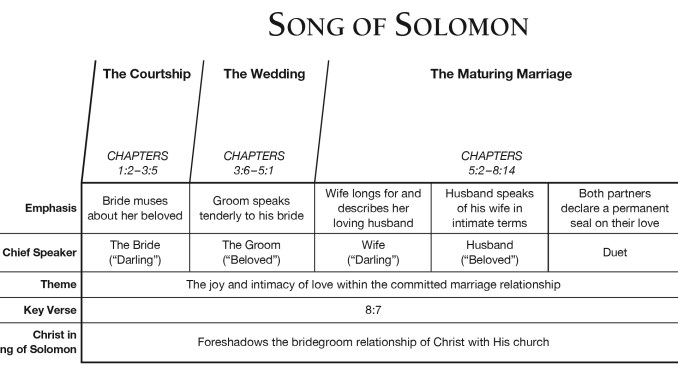 SONG OF SOLOMON
The Courtship
The Wedding
The Maturing Marriage
CHAPTERS
1:2–3:5
CHAPTERS
3:6–5:1
CHAPTERS
5:2–8:14
Emphasis
Bride muses
about her beloved
Groom speaks
tenderly to his bride
Wife longs for and
describes her
loving husband
Husband speaks
of his wife in
intimate terms
Both partners
declare a permanent
seal on their love
Chief Speaker
The Bride
(“Darling”)
The Groom
(“Beloved”)
Wife
(“Darling”)
Husband
(“Beloved”)
Duet
Theme
The joy and intimacy of love within the committed marriage relationship
Key Verse
8:7
Christ in
ng of Solomon
Foreshadows the bridegroom relationship of Christ with His church